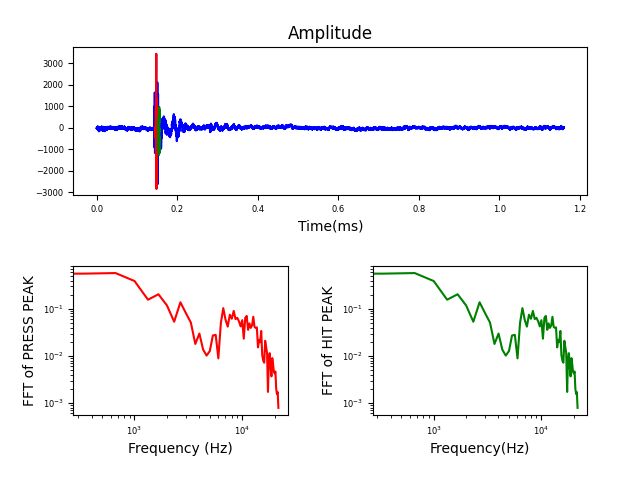 Amplitude
3000
2000
1000
0
−1000
−2000
−3000
0.0 0.2 0.4 0.6 0.8 1.0 1.2
Time(ms)
FFT of PRESS PEAK
10⁻¹
10⁻²
10⁻³
10³ 10⁴
Frequency (Hz)
FFT of HIT PEAK
10⁻¹
10⁻²
10⁻³
10³ 10⁴
Frequency(Hz)